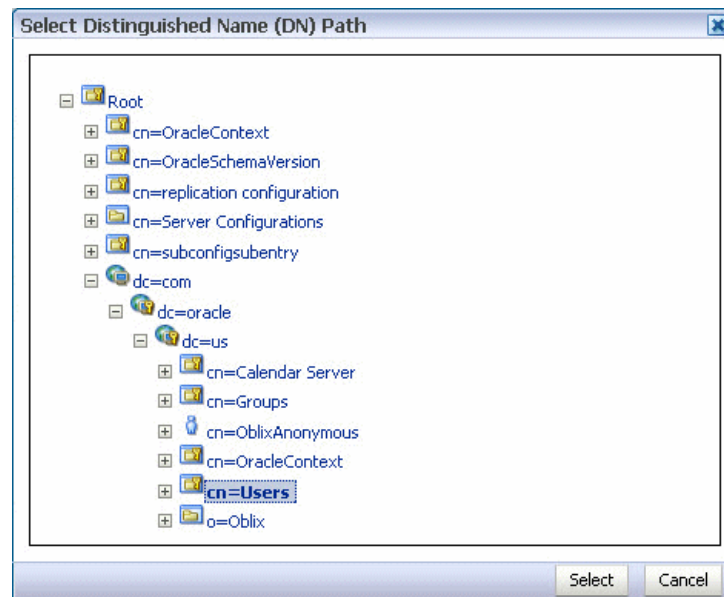 Select Distinguished Name (DN) Path
Root
cn=OracleContext
cn=OracleSchemaVersion
cn=replication configuration
cn=Server Configurations
cn=subconfigsubentry
dc=com
dc=oracle
dc=us
cn=Calendar Server
cn=Groups
cn=OblixAnonymous
cn=OracleContext
cn=Users
o=Oblix
Select Cancel